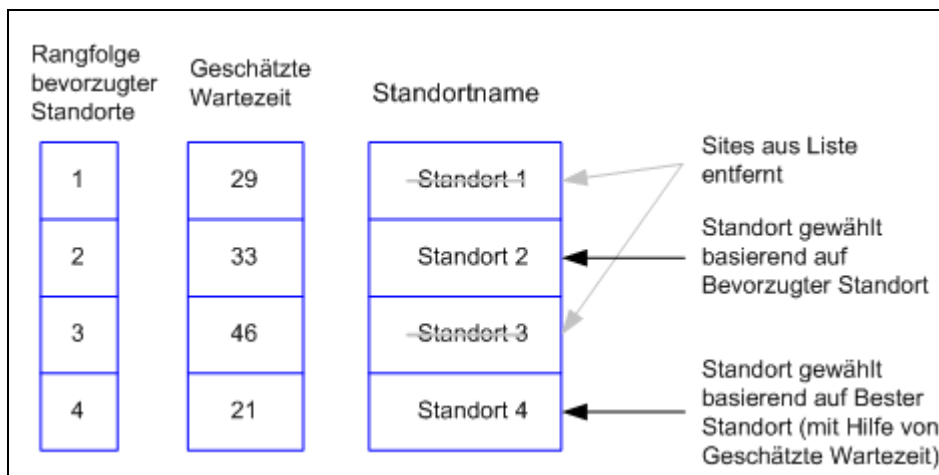 Rangfolge
bevorzugter
Standorte
Geschätzte
Wartezeit
Standortname
1
29
Standort 1
2
33
Standort 2
3
46
Standort 3
4
21
Standort 4
Sites aus Liste
entfernt
Standort gewählt
basierend auf
Bevorzugter Standort
Standort gewählt
basierend auf Bester
Standort (mit Hilfe von
Geschätzte Wartezeit)